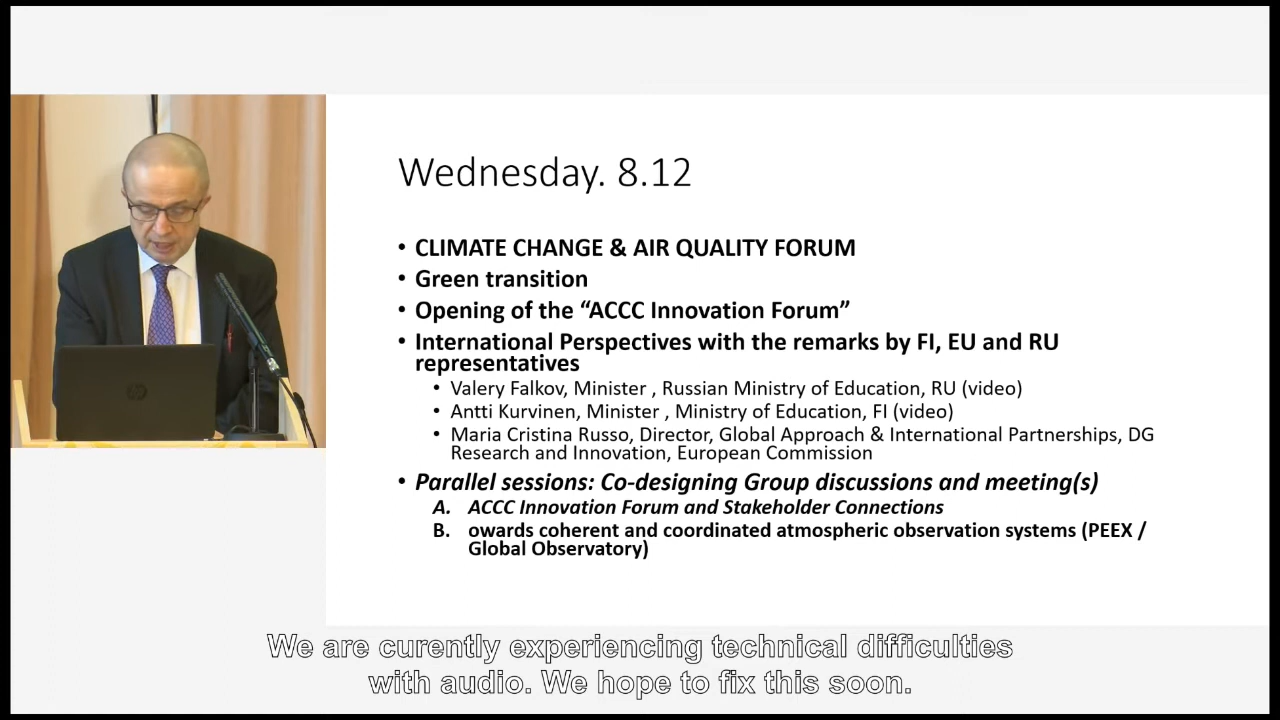 Wednesday. 8.12
• CLIMATE CHANGE & AIR QUALITY FORUM
• Green transition
• Opening of the “ACCC Innovation Forum”
• International Perspectives with the remarks by FI, EU and RU
representatives
• Valery Falkov, Minister , Russian Ministry of Education, RU (video)
• Antti Kurvinen, Minister , Ministry of Education, FI (video)
• Maria Cristina Russo, Director, Global Approach & International Partnerships, DG
Research and Innovation, European Commission
• Parallel sessions: Co-designing Group discussions and meeting(s)
A. ACCC Innovation Forum and Stakeholder Connections
B. owards coherent and coordinated atmospheric observation systems (PEEX /
Global Observatory)
We are curently experiencing technical difficulties
with audio. We hope to fix this soon.